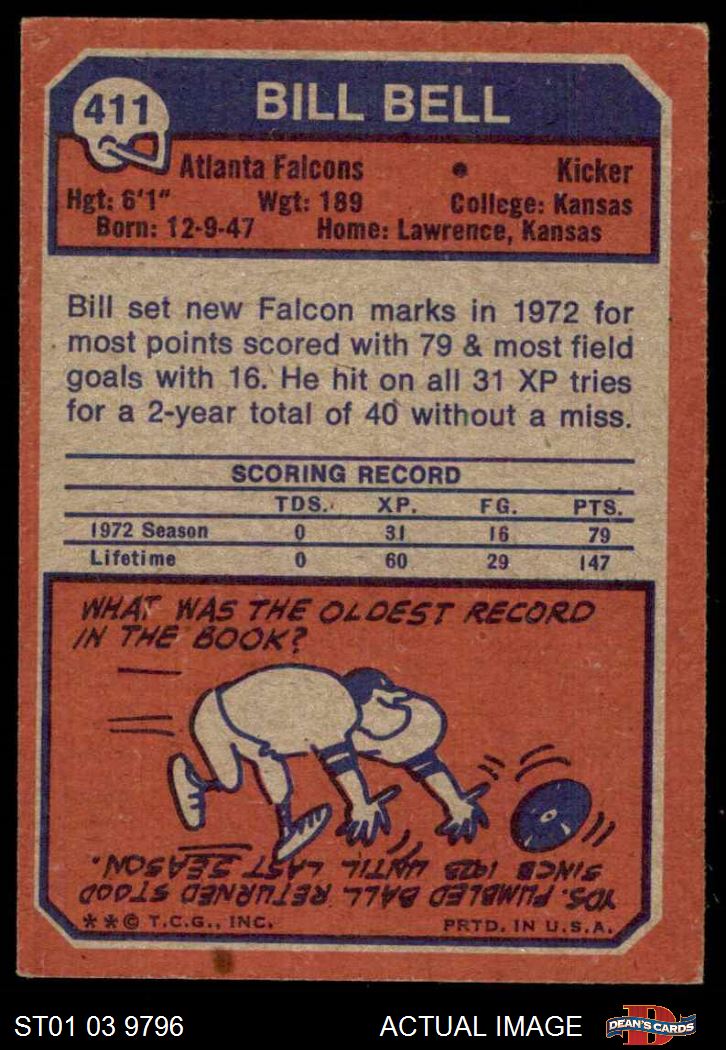 411
BILL BELL
Atlanta Falcons • Kicker
Hgt: 6'1" Wgt: 189 College: Kansas
Born: 12-9-47 Home: Lawrence, Kansas
Bill set new Falcon marks in 1972 for
most points scored with 79 & most field
goals with 16. He hit on all 31 XP tries
for a 2-year total of 40 without a miss.
SCORING RECORD
TDS. XP. FG. PTS.
1972 Season 0 31 16 79
Lifetime 0 60 29 147
WHAT WAS THE OLDEST RECORD
IN THE BOOK?
YDS. FUMBLED BALL RETURNED STOOD
SINCE 1923 UNTIL LAST SEASON.
**© T.C.G., INC. PRTD. IN U.S.A.
ST01 03 9796 ACTUAL IMAGE D DEAN'S CARDS